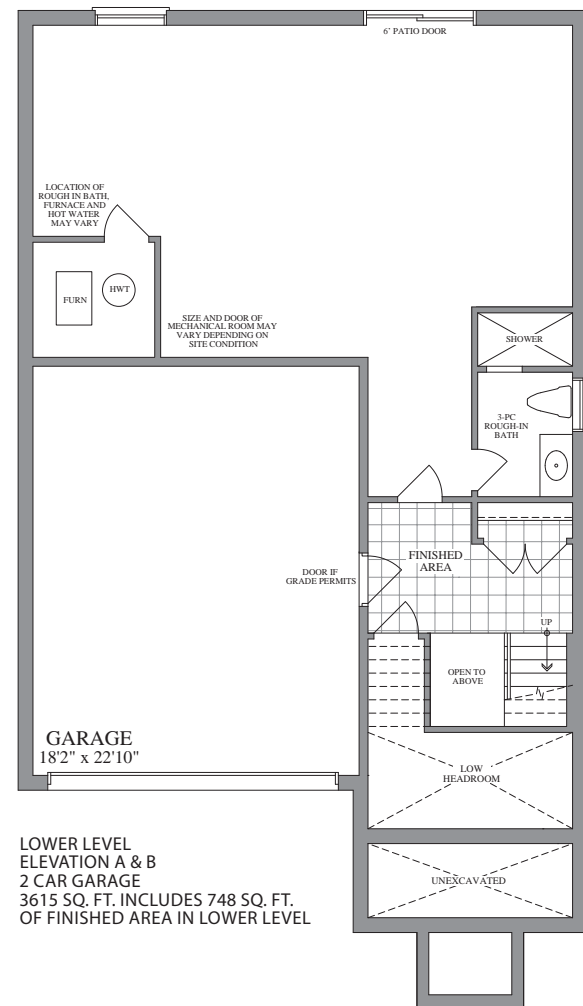 6' PATIO DOOR
LOCATION OF
ROUGH IN BATH,
FURNACE AND
HOT WATER
MAY VARY
FURN
HWT
SIZE AND DOOR OF
MECHANICAL ROOM MAY
VARY DEPENDING ON
SITE CONDITION
SHOWER
3-PC
ROUGH-IN
BATH
FINISHED
AREA
DOOR IF
GRADE PERMITS
UP
OPEN TO
ABOVE
GARAGE
18'2" x 22'10"
LOW
HEADROOM
UNEXCAVATED
LOWER LEVEL
ELEVATION A & B
2 CAR GARAGE
3615 SQ. FT. INCLUDES 748 SQ. FT.
OF FINISHED AREA IN LOWER LEVEL